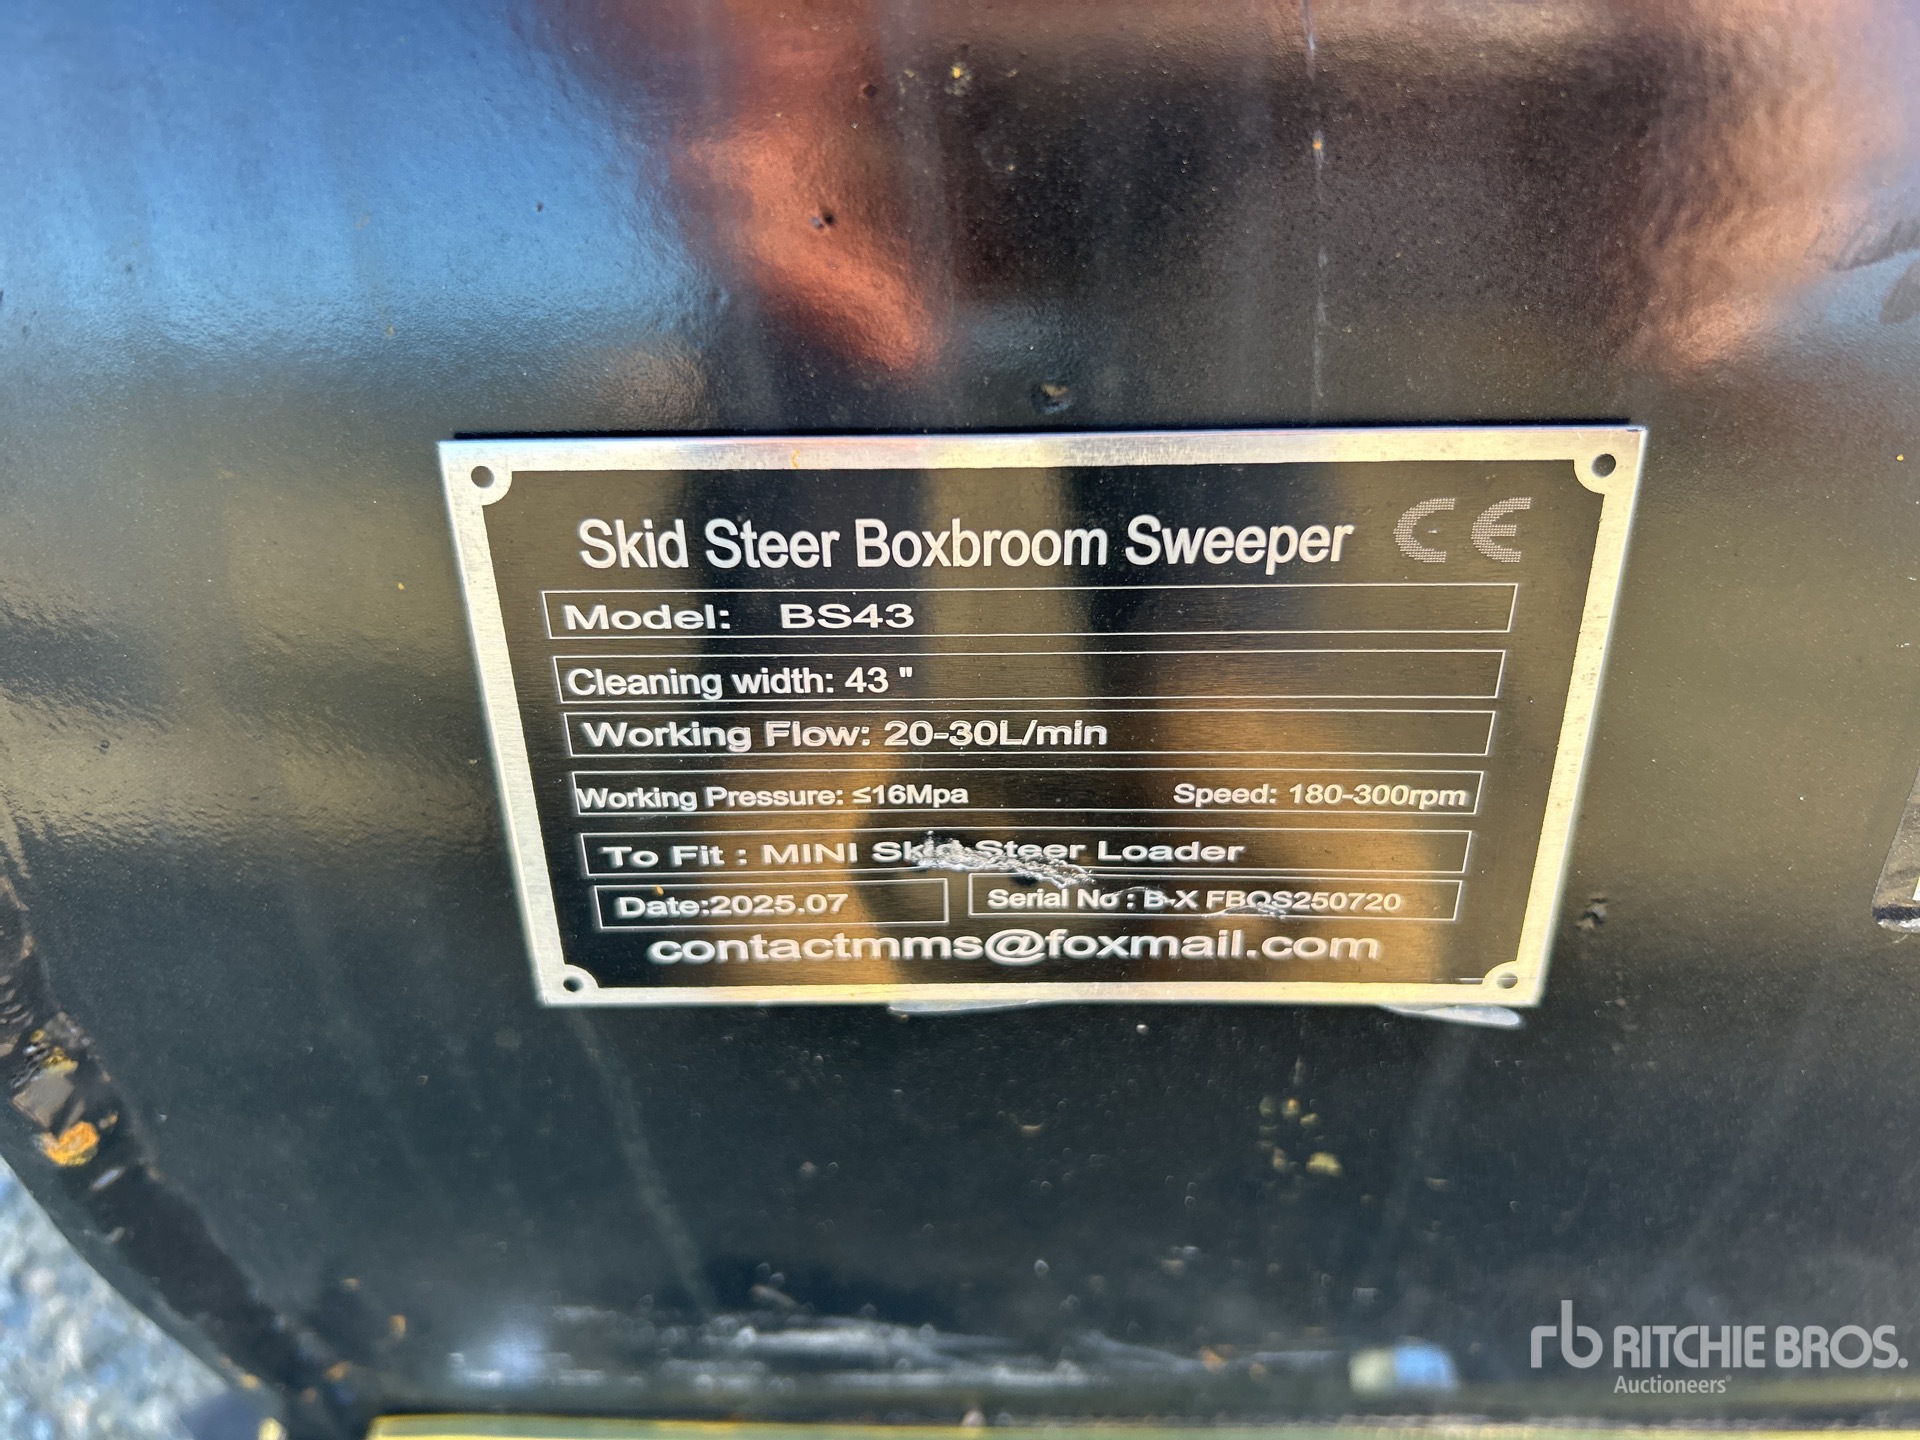 Skid Steer Boxbroom Sweeper CE
Model: BS43
Cleaning width: 43 "
Working Flow: 20-30L/min
Working Pressure: ≤16Mpa Speed: 180-300rpm
To Fit : MINI Skid Steer Loader
Date:2025.07 Serial No : B-X FBQS250720
contactmms@foxmail.com
rb RITCHIE BROS.
Auctioneers